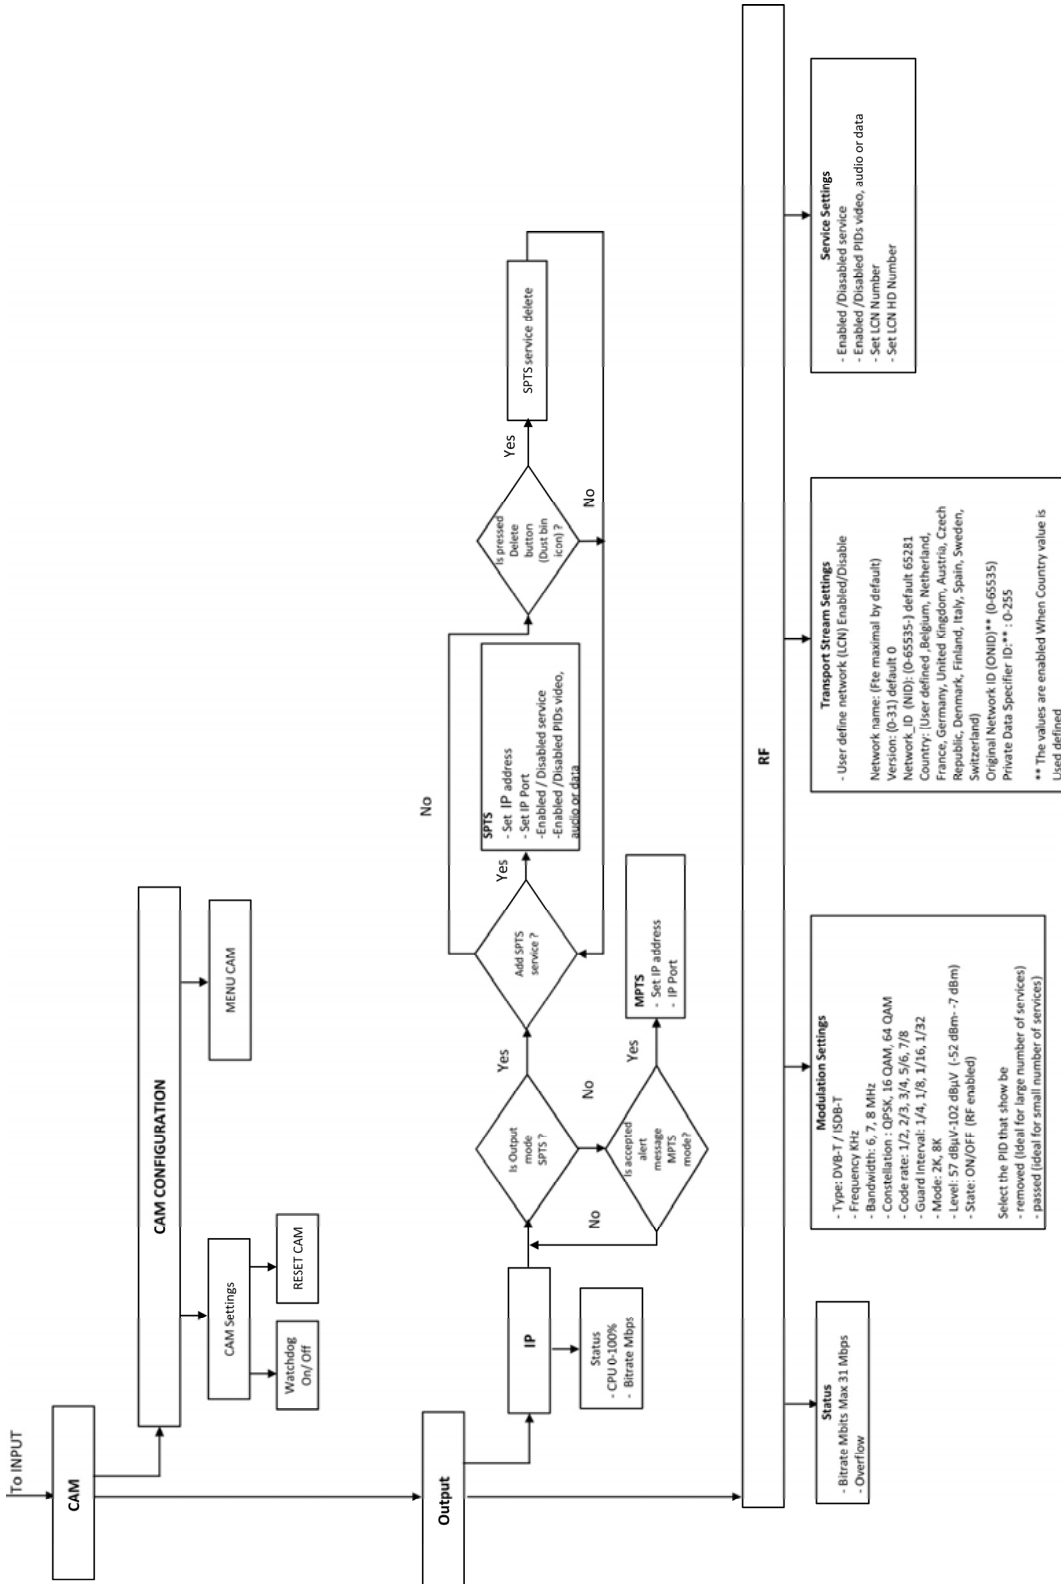 To INPUT
CAM
CAM CONFIGURATION
CAM Settings
Watchdog
On/ Off
RESET CAM
MENU CAM
Output
IP
Status
- CPU 0-100%
- Bitrate Mbps
Is Output
mode
SPTS ?
Yes
No
Is accepted
alert
message
MPTS
mode?
No
Yes
MPTS
- Set IP address
- IP Port
Add SPTS
service ?
Yes
No
SPTS
- Set IP address
- Set IP Port
-Enabled / Disabled service
-Enabled /Disabled PIDs video,
audio or data
Is pressed
Delete
button
(Dust bin
icon) ?
Yes
No
SPTS service delete
RF
Status
- Bitrate Mbits Max 31 Mbps
- Overflow
Modulation Settings
- Type: DVB-T / ISDB-T
- Frequency KHz
- Bandwidth: 6, 7, 8 MHz
- Constellation : QPSK, 16 QAM, 64 QAM
- Code rate: 1/2, 2/3, 3/4, 5/6, 7/8
- Guard Interval: 1/4, 1/8, 1/16, 1/32
- Mode: 2K, 8K
- Level: 57 dBµV-102 dBµV (-52 dBm- -7 dBm)
- State: ON/OFF (RF enabled)
Select the PID that show be
- removed (Ideal for large number of services)
- passed (ideal for small number of services)
Transport Stream Settings
- User define network (LCN) Enabled/Disable
Network name: (Fte maximal by default)
Version: (0-31) default 0
Network_ID (NID): (0-65535-) default 65281
Country: [User defined ,Belgium, Netherland,
France, Germany, United Kingdom, Austria, Czech
Republic, Denmark, Finland, Italy, Spain, Sweden,
Switzerland)
Original Network ID (ONID)** (0-65535)
Private Data Specifier ID:** : 0-255
** The values are enabled When Country value is
Used defined
Service Settings
- Enabled /Diasabled service
- Enabled /Disabled PIDs video, audio or data
- Set LCN Number
- Set LCN HD Number